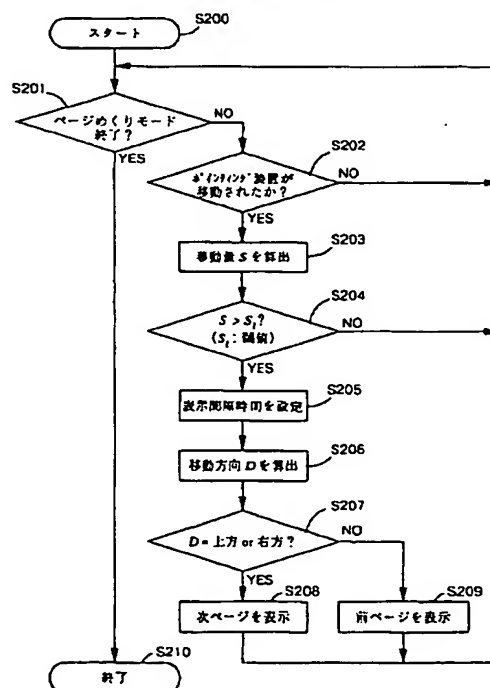 S200
スタート
S201
ページめくりモード
終了?
NO
YES
S202
ポインティング装置が
移動されたか?
NO
YES
S203
移動量Sを算出
S204
S > Sₜ?
(Sₜ:閾値)
NO
YES
S205
表示間隔時間を設定
S206
移動方向Dを算出
S207
D=上方 or 右方?
NO
YES
S208
次ページを表示
S209
前ページを表示
S210
終了